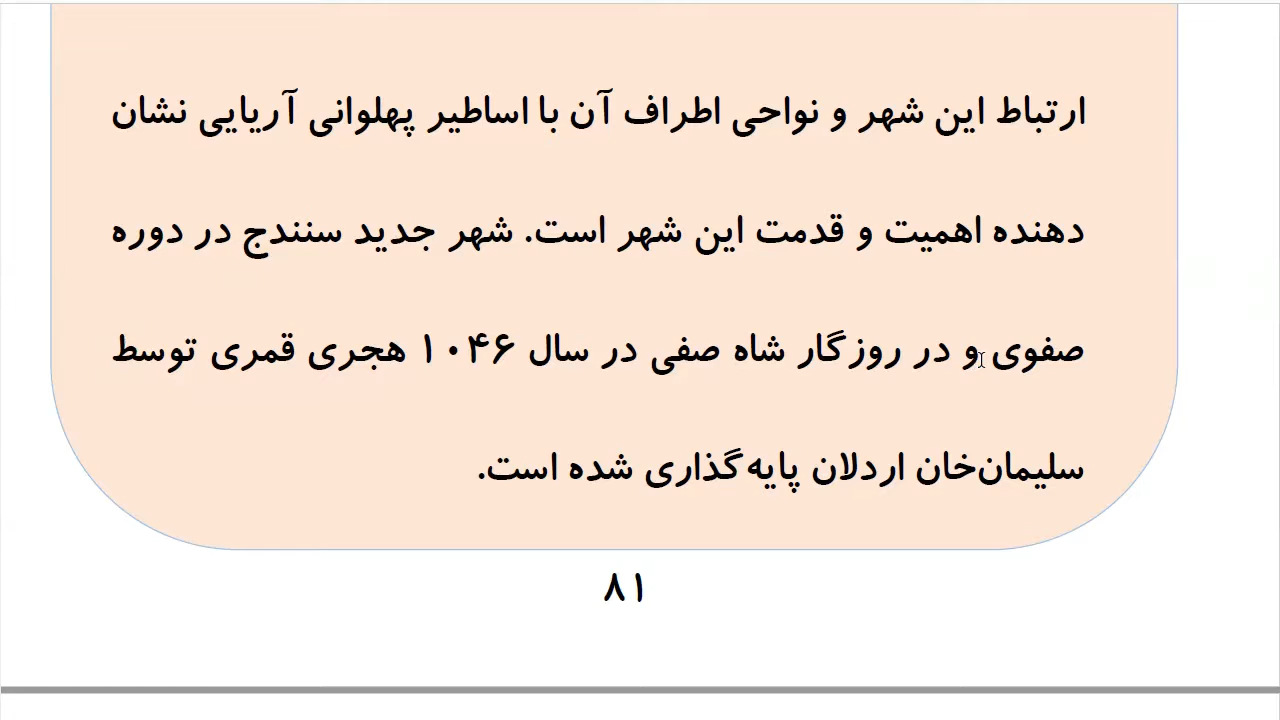 ارتباط این شهر و نواحی اطراف آن با اساطیر پهلوانی آریایی نشان
دهنده اهمیت و قدمت این شهر است. شهر جدید سنندج در دوره
صفوی و در روزگار شاه صفی در سال ۱۰۴۶ هجری قمری توسط
سلیمان‌خان اردلان پایه‌گذاری شده است.
۸۱